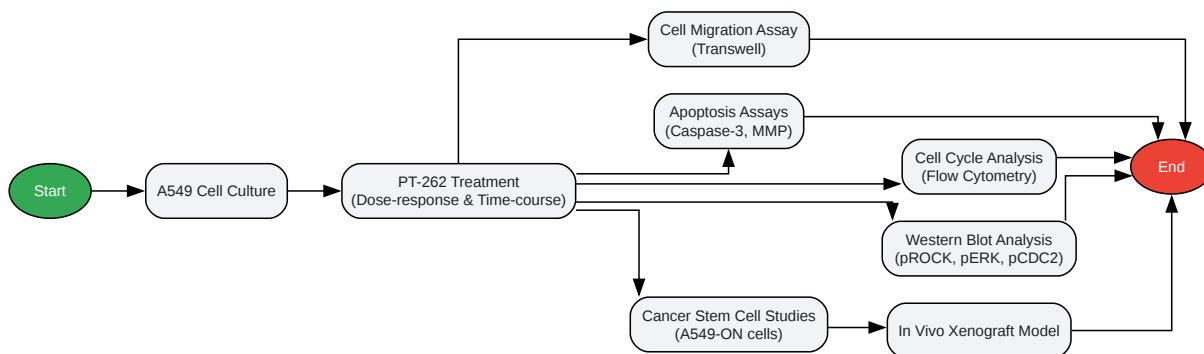 Start
A549 Cell Culture
PT-262 Treatment
(Dose-response & Time-course)
Cell Migration Assay
(Transwell)
Apoptosis Assays
(Caspase-3, MMP)
Cell Cycle Analysis
(Flow Cytometry)
Western Blot Analysis
(pROCK, pERK, pCDC2)
Cancer Stem Cell Studies
(A549-ON cells)
In Vivo Xenograft Model
End